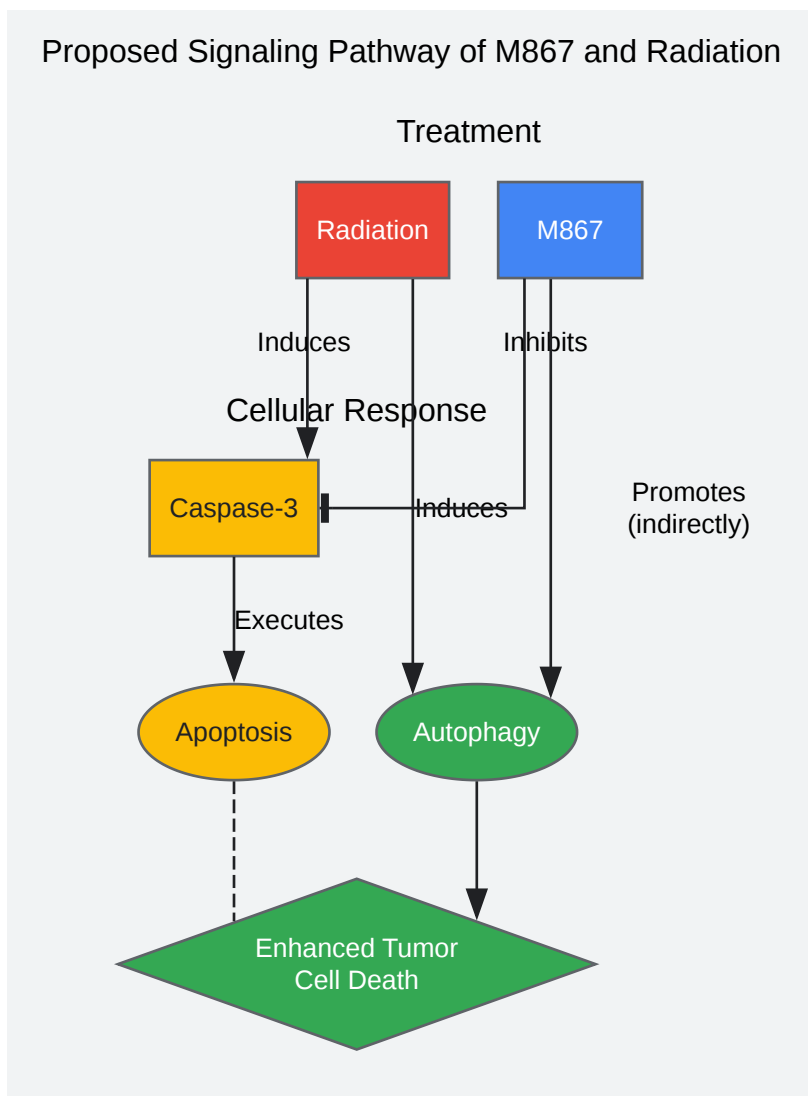 Proposed Signaling Pathway of M867 and Radiation
Treatment
Radiation
M867
Induces
Inhibits
Cellular Response
Caspase-3
Induces
Promotes
(indirectly)
Executes
Apoptosis
Autophagy
Enhanced Tumor
Cell Death